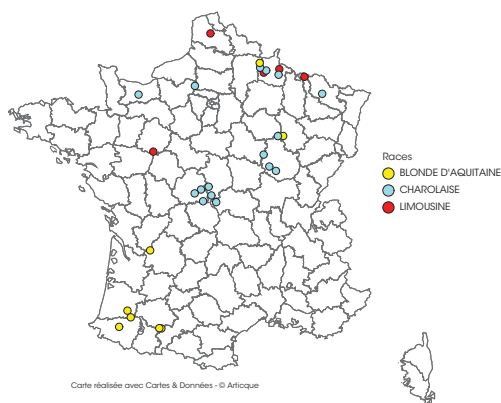 Races
BLONDE D'AQUITAINE
CHAROLAISE
LIMOUSINE
Carte réalisée avec Cartes & Données - © Articque